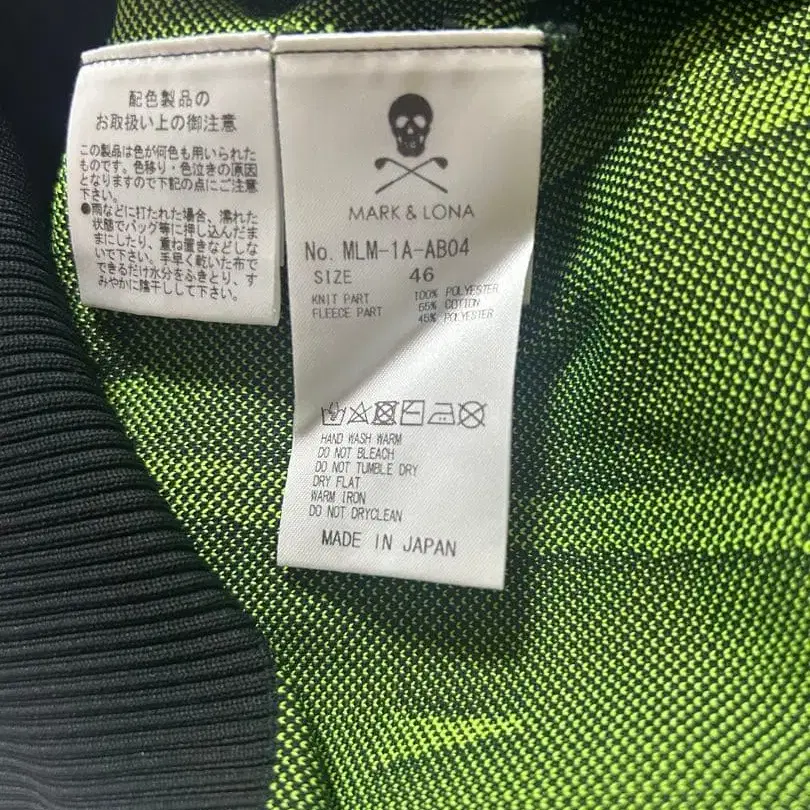 配色製品の
お取扱い上の御注意
この製品は色が何色も用いられた
ものです。色移り・色泣きの原因
となりますので下記の点にご注意
下さい。
●雨などに打たれた場合、濡れた
状態でバッグ等に押し込んだま
まにしたり、重ね置きなどしな
いで下さい。手早く乾いた布で
できるだけ水分をふきとり、す
みやかに陰干しして下さい。
MARK & LONA
No. MLM-1A-AB04
SIZE 46
KNIT PART 100% POLYESTER
FLEECE PART 55% COTTON
45% POLYESTER
HAND WASH WARM
DO NOT BLEACH
DO NOT TUMBLE DRY
DRY FLAT
WARM IRON
DO NOT DRYCLEAN
MADE IN JAPAN